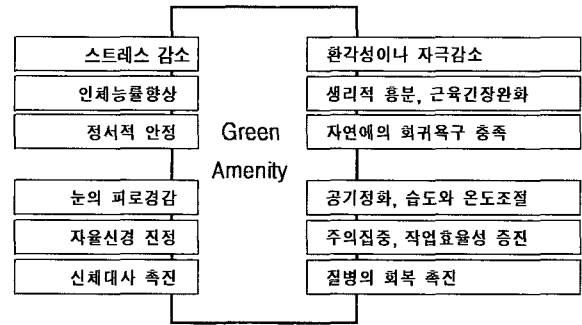 스트레스 감소
인체능률향상
정서적 안정
눈의 피로경감
자율신경 진정
신체대사 촉진
Green
Amenity
환각성이나 자극감소
생리적 흥분, 근육긴장완화
자연애의 회귀욕구 충족
공기정화, 습도와 온도조절
주의집중, 작업효율성 증진
질병의 회복 촉진